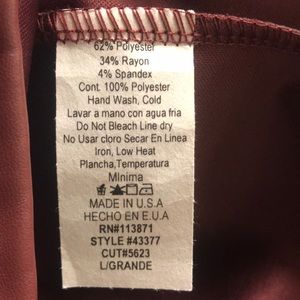 62% Polyester
34% Rayon
4% Spandex
Cont. 100% Polyester
Hand Wash, Cold
Lavar a mano con agua fria
Do Not Bleach Line dry
No Usar cloro Secar En Linea
Iron, Low Heat
Plancha,Temperatura
Minima
MADE IN U.S.A
HECHO EN E.U.A
RN#113871
STYLE #43377
CUT#5623
L/GRANDE